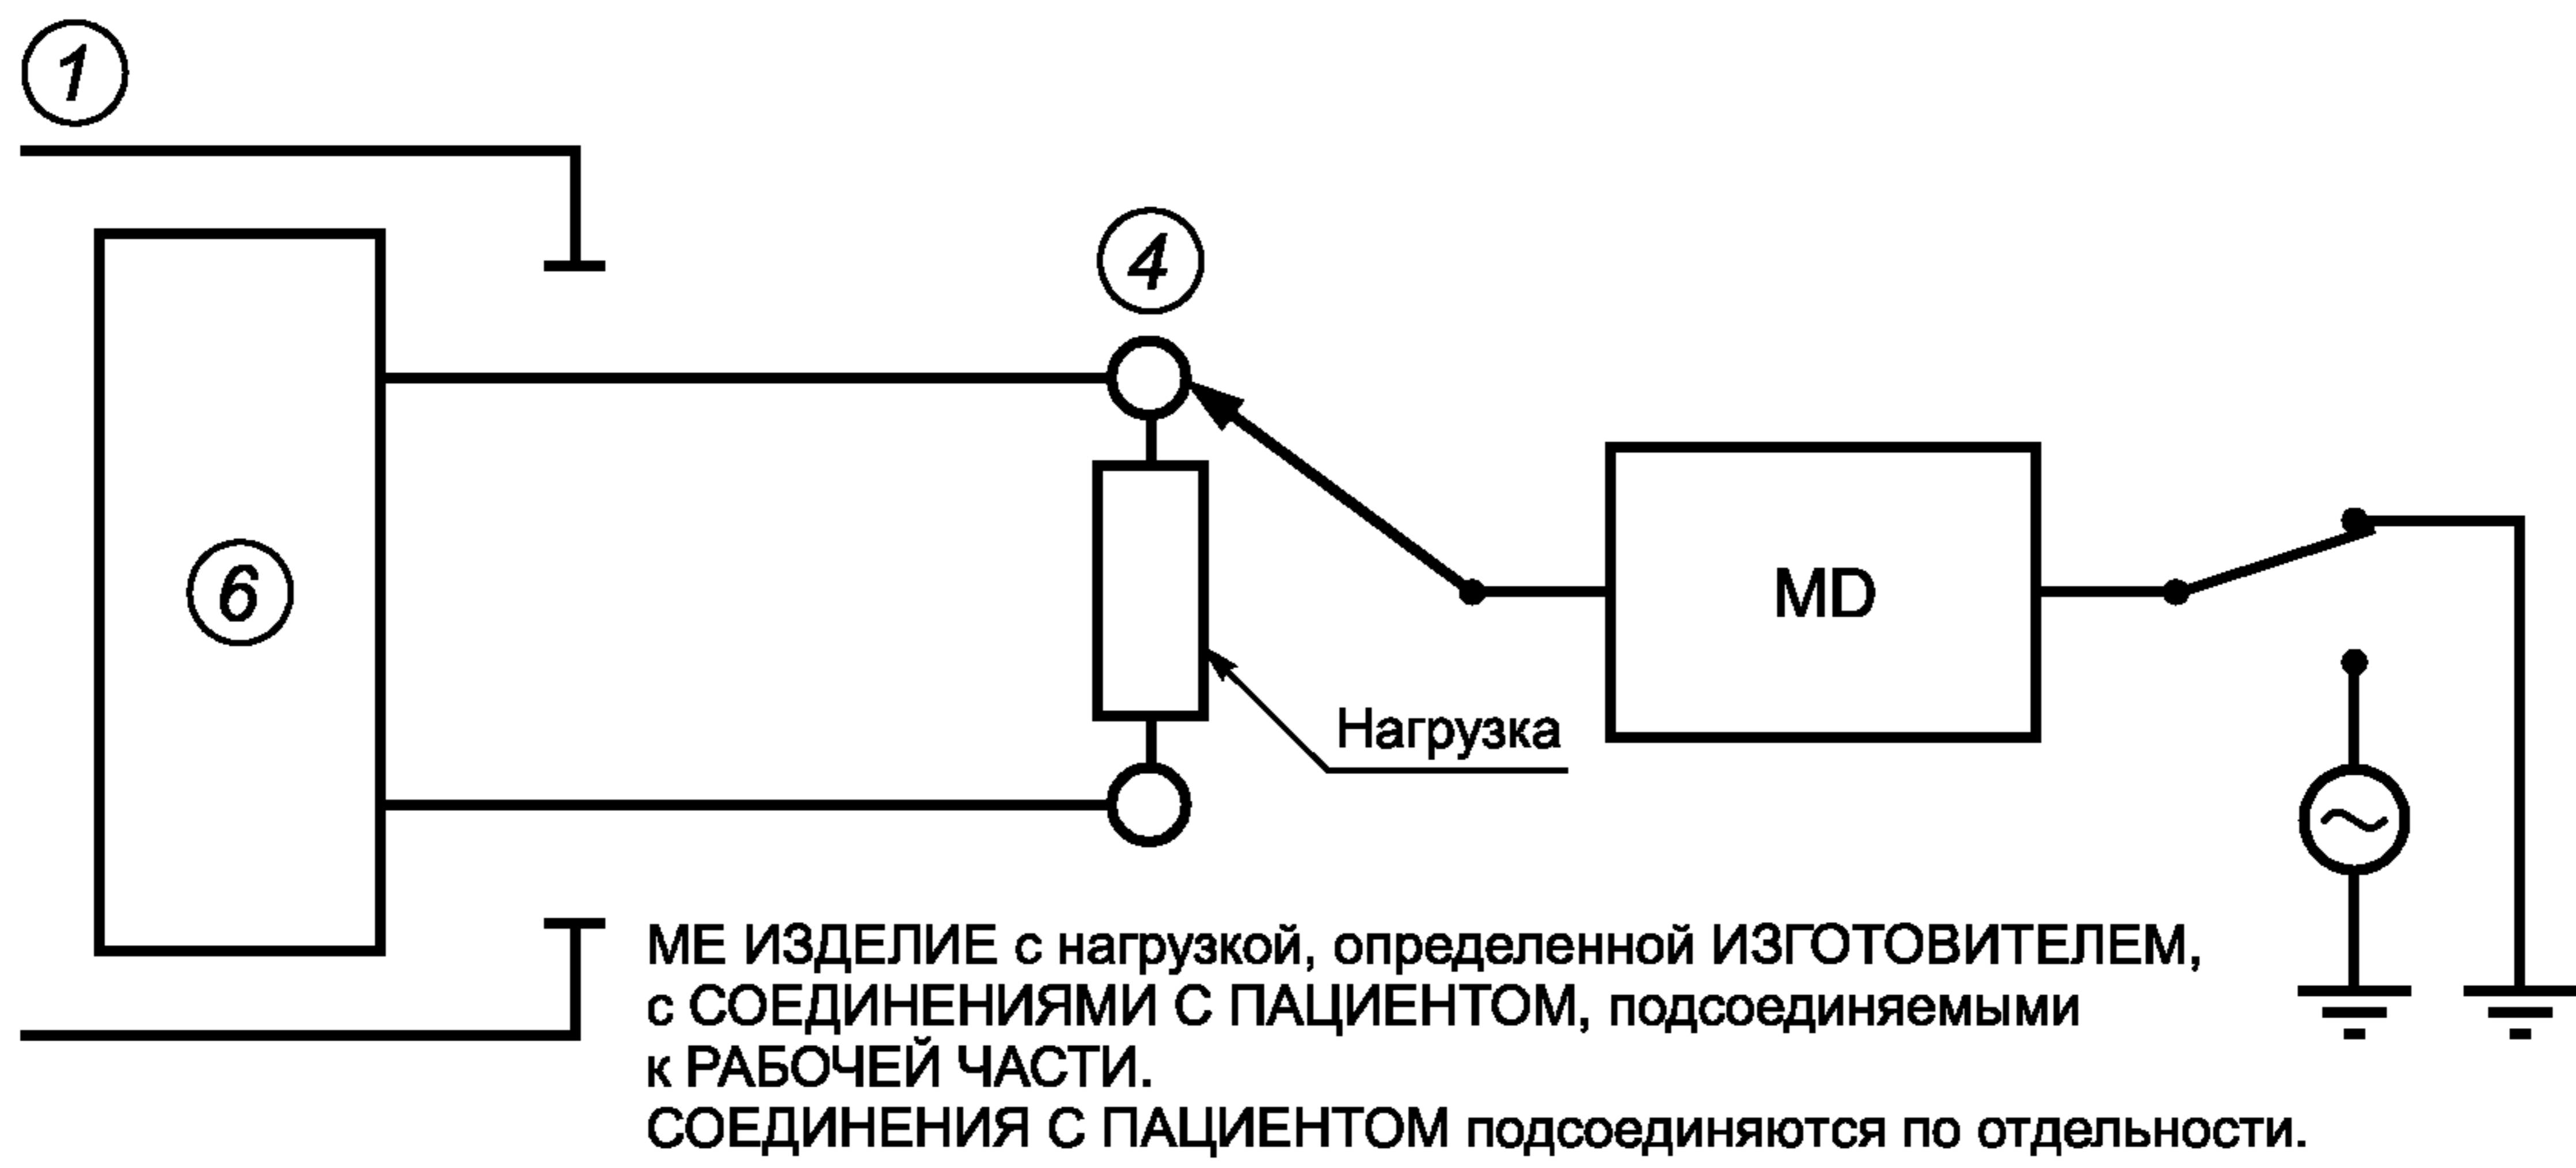 1
4
6
MD
Нагрузка
МЕ ИЗДЕЛИЕ с нагрузкой, определенной ИЗГОТОВИТЕЛЕМ,
с СОЕДИНЕНИЯМИ С ПАЦИЕНТОМ, подсоединяемыми
к РАБОЧЕЙ ЧАСТИ.
СОЕДИНЕНИЯ С ПАЦИЕНТОМ подсоединяются по отдельности.